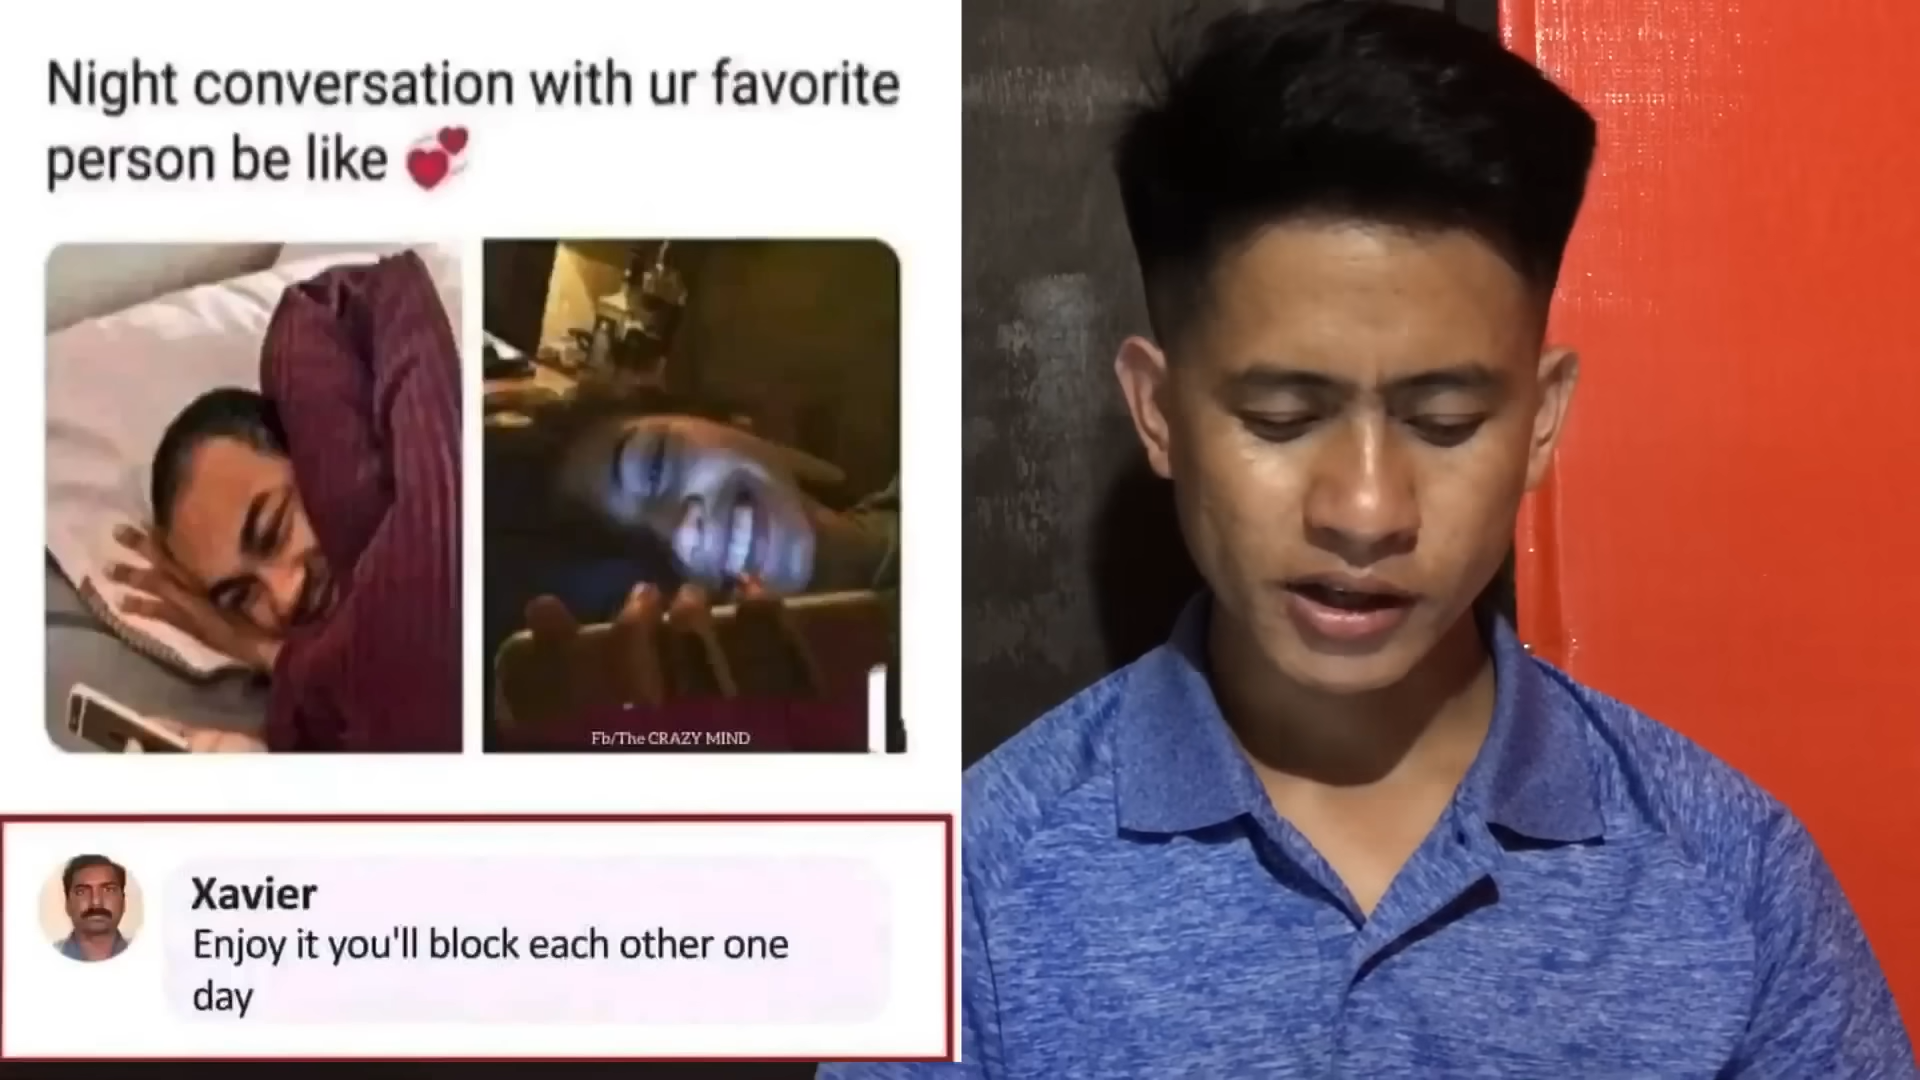 Night conversation with ur favorite
person be like 💞
Fb/The CRAZY MIND
Xavier
Enjoy it you'll block each other one
day